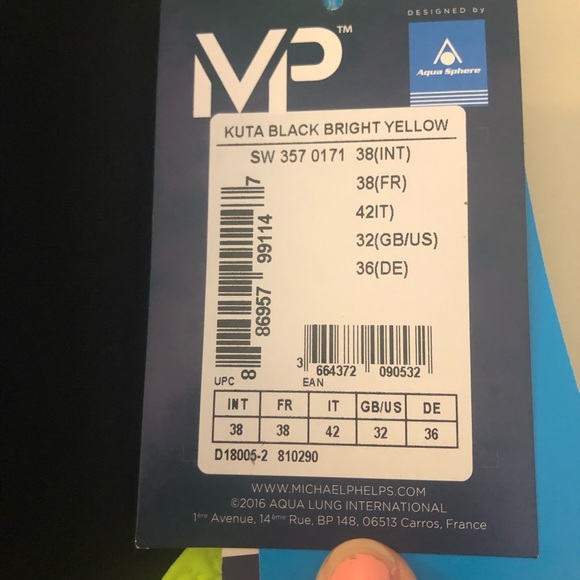 DESIGNED by
MP™
Aqua Sphere
KUTA BLACK BRIGHT YELLOW
SW 357 0171 38(INT)
38(FR)
42IT)
32(GB/US)
36(DE)
8 86957 99114 7
UPC
3 664372 090532
EAN
INT FR IT GB/US DE
38 38 42 32 36
D18005-2 810290
WWW.MICHAELPHELPS.COM
©2016 AQUA LUNG INTERNATIONAL
1ère Avenue, 14ème Rue, BP 148, 06513 Carros, France